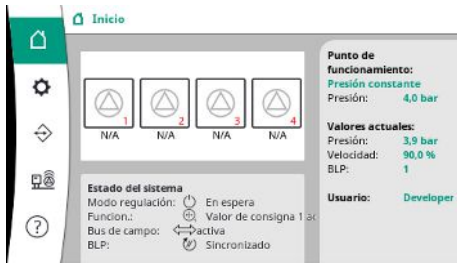 Inicio
1
2
3
4
N/A
N/A
N/A
N/A
Estado del sistema
Modo regulación: En espera
Funcion.: Valor de consigna 1
Bus de campo: activa
BLP: Sincronizado
Punto de
funcionamiento:
Presión constante
Presión: 4,0 bar
Valores actuales:
Presión: 3,9 bar
Velocidad: 90,0 %
BLP: 1
Usuario: Developer
?